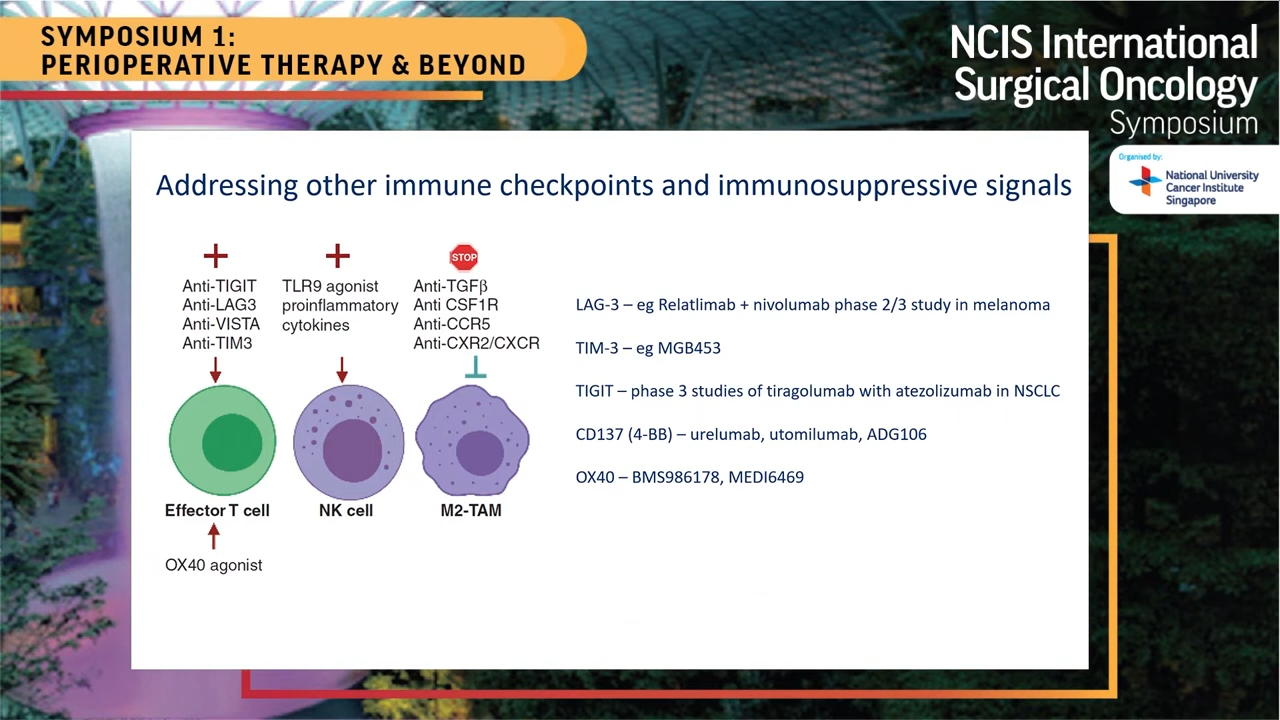 SYMPOSIUM 1:
PERIOPERATIVE THERAPY & BEYOND
NCIS International
Surgical Oncology
Symposium
Organised by:
National University
Cancer Institute
Singapore
Addressing other immune checkpoints and immunosuppressive signals
Anti-TIGIT
Anti-LAG3
Anti-VISTA
Anti-TIM3
TLR9 agonist
proinflammatory
cytokines
STOP
Anti-TGFβ
Anti CSF1R
Anti-CCR5
Anti-CXR2/CXCR
Effector T cell
NK cell
M2-TAM
OX40 agonist
LAG-3 – eg Relatlimab + nivolumab phase 2/3 study in melanoma
TIM-3 – eg MGB453
TIGIT – phase 3 studies of tiragolumab with atezolizumab in NSCLC
CD137 (4-BB) – urelumab, utomilumab, ADG106
OX40 – BMS986178, MEDI6469